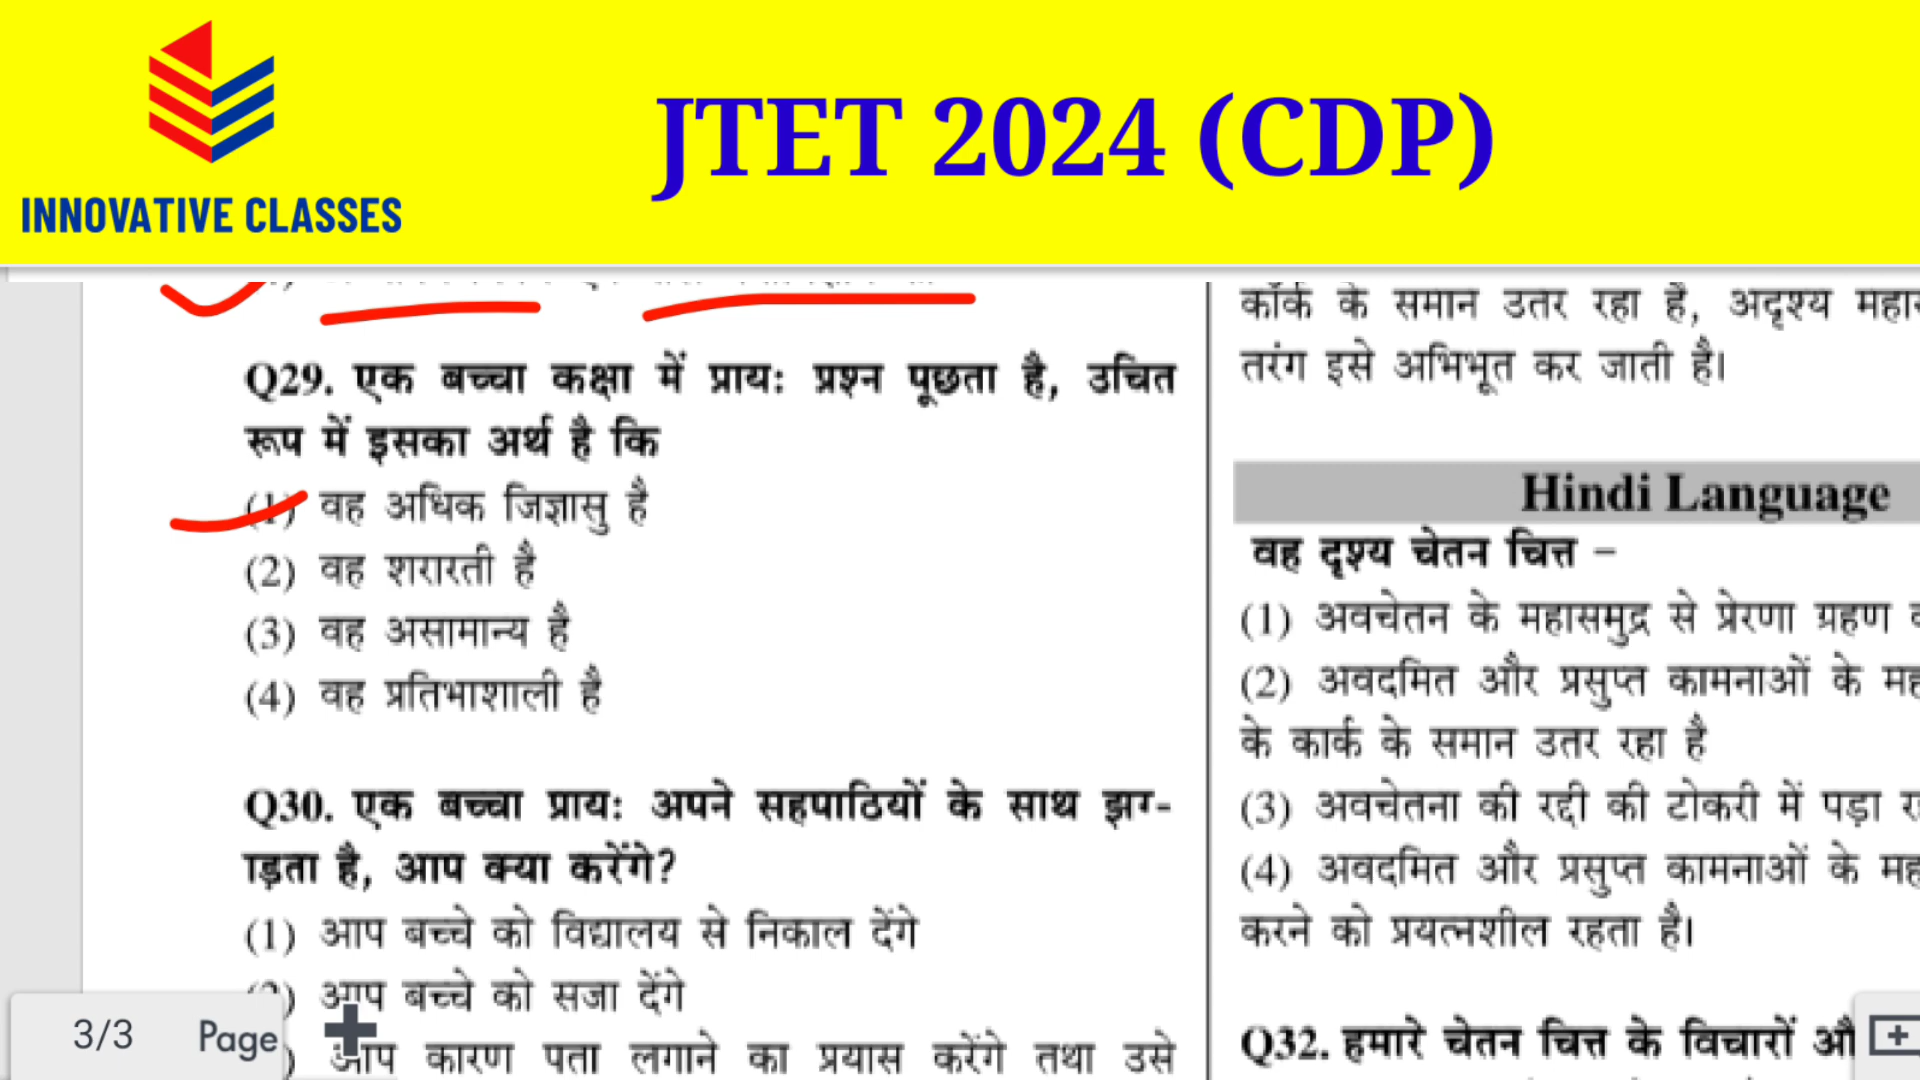 INNOVATIVE CLASSES
JTET 2024 (CDP)
Q29. एक बच्चा कक्षा में प्राय: प्रश्न पूछता है, उचित
रूप में इसका अर्थ है कि
(1) वह अधिक जिज्ञासु है
(2) वह शरारती है
(3) वह असामान्य है
(4) वह प्रतिभाशाली है
Q30. एक बच्चा प्राय: अपने सहपाठियों के साथ झग-
ाड़ता है, आप क्या करेंगे?
(1) आप बच्चे को विद्यालय से निकाल देंगे
आप बच्चे को सजा देंगे
आप कारण पता लगाने का प्रयास करेंगे तथा उसे
3/3 Page
कॉर्क के समान उतर रहा है, अदृश्य
तरंग इसे अभिभूत कर जाती है।
Hindi Language
वह दृश्य चेतन चित्त –
(1) अवचेतन के महासमुद्र से प्रेरणा ग्रहण
(2) अवदमित और प्रसुप्त कामनाओं के
के कार्क के समान उतर रहा है
(3) अवचेतना की रद्दी की टोकरी में पड़ा
(4) अवदमित और प्रसुप्त कामनाओं के
करने को प्रयत्नशील रहता है।
Q32. हमारे चेतन चित्त के विचारों